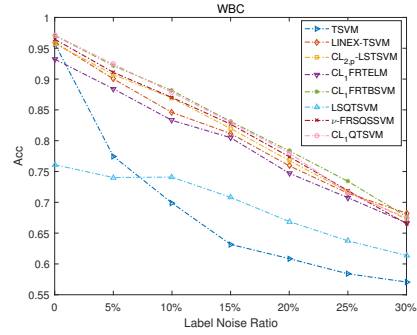 WBC
1
0.95
0.9
0.85
0.8
0.75
0.7
0.65
0.6
0.55
Acc
0 5% 10% 15% 20% 25% 30%
Label Noise Ratio
TSVM
LINEX-TSVM
CL2,p-LSTSVM
CL1FRTELM
CL1FRTBSVM
LSQTSVM
ν-FRSQSSVM
CL1QTSVM